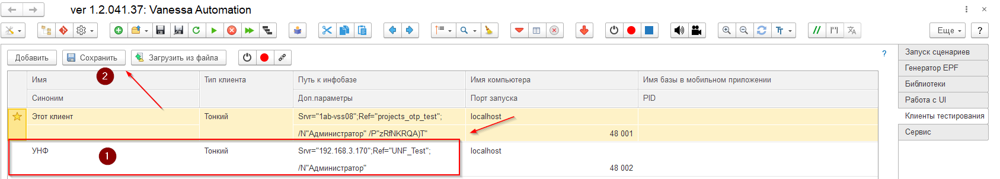 ver 1.2.041.37: Vanessa Automation
Еще
?
Добавить
Сохранить
Загрузить из файла
?
2
Имя
Тип клиента
Путь к инфобазе
Имя компьютера
Имя базы в мобильном приложении
Синоним
Доп.параметры
Порт запуска
PID
Этот клиент
Тонкий
Srvr="1ab-vss08";Ref="projects_otp_test";
localhost
/N"Администратор" /P"zRfNKRQA)T"
48 001
УНФ
1
Тонкий
Srvr="192.168.3.170";Ref="UNF_Test";
localhost
/N"Администратор"
48 002
Запуск сценариев
Генератор EPF
Библиотеки
Работа с UI
Клиенты тестирования
Сервис